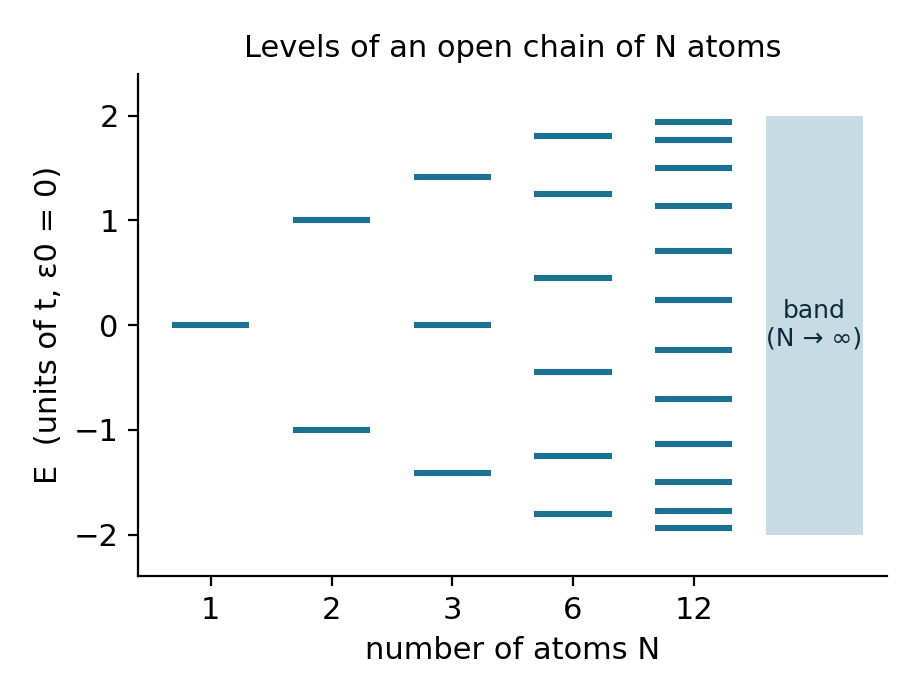 Levels of an open chain of N atoms
E (units of t, ε0 = 0)
2
1
0
−1
−2
band
(N → ∞)
1 2 3 6 12
number of atoms N